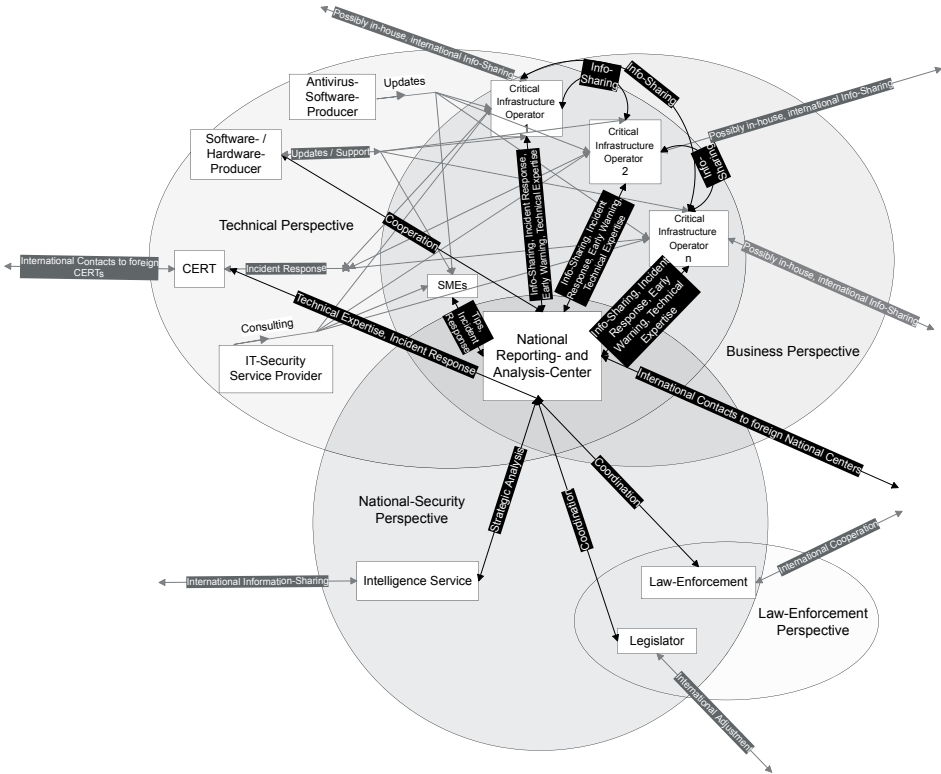 Possibly in-house, international Info-Sharing
Antivirus-
Software-
Producer
Updates
Critical
Infrastructure
Operator
1
Info-
Sharing
Info-Sharing
Possibly in-house, international Info-Sharing
Software- /
Hardware-
Producer
Updates / Support
Critical
Infrastructure
Operator
2
Info-
Sharing
Technical Perspective
Cooperation
Info-Sharing, Incident Response,
Early Warning, Technical Expertise
Info-Sharing, Incident
Response, Early Warning,
Technical Expertise
Critical
Infrastructure
Operator
n
Possibly in-house, international Info-Sharing
International Contacts to foreign
CERTs
CERT
Incident Response
SMEs
Info-Sharing, Incident
Response, Early
Warning, Technical
Expertise
Technical Expertise, Incident Response
Tips,
Incident
Response
Consulting
IT-Security
Service Provider
National
Reporting- and
Analysis-Center
Business Perspective
International Contacts to foreign National Centers
National-Security
Perspective
Strategic Analysis
Coordination
Coordination
International Cooperation
International Information-Sharing
Intelligence Service
Law-Enforcement
Law-Enforcement
Perspective
Legislator
International Adjustment